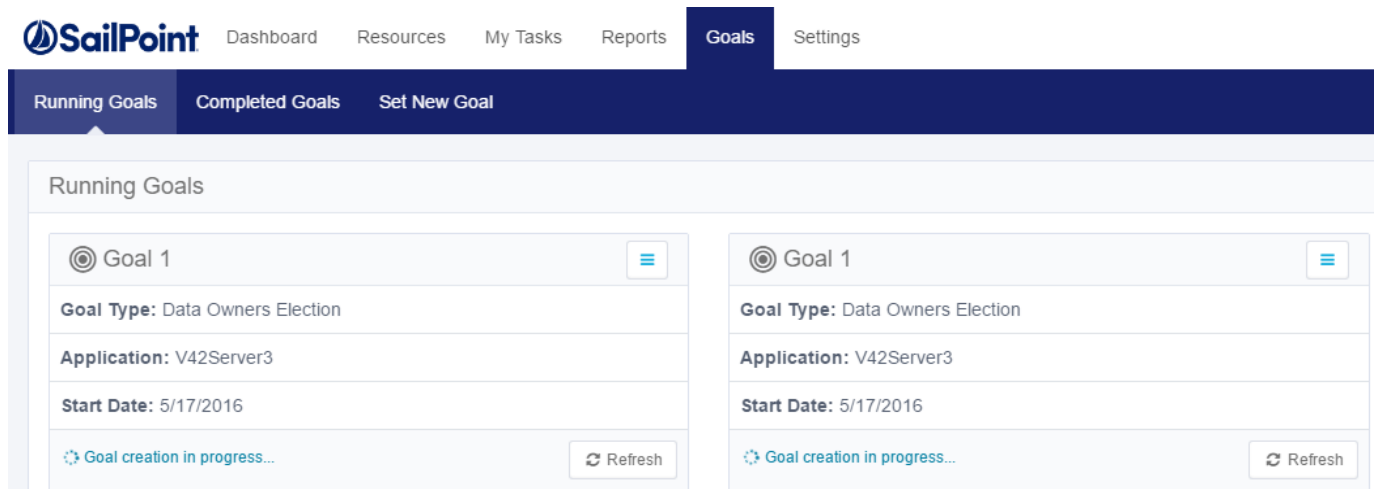 SailPoint Dashboard Resources My Tasks Reports Goals Settings
Running Goals Completed Goals Set New Goal
Running Goals
Goal 1
Goal Type: Data Owners Election
Application: V42Server3
Start Date: 5/17/2016
Goal creation in progress... Refresh
Goal 1
Goal Type: Data Owners Election
Application: V42Server3
Start Date: 5/17/2016
Goal creation in progress... Refresh